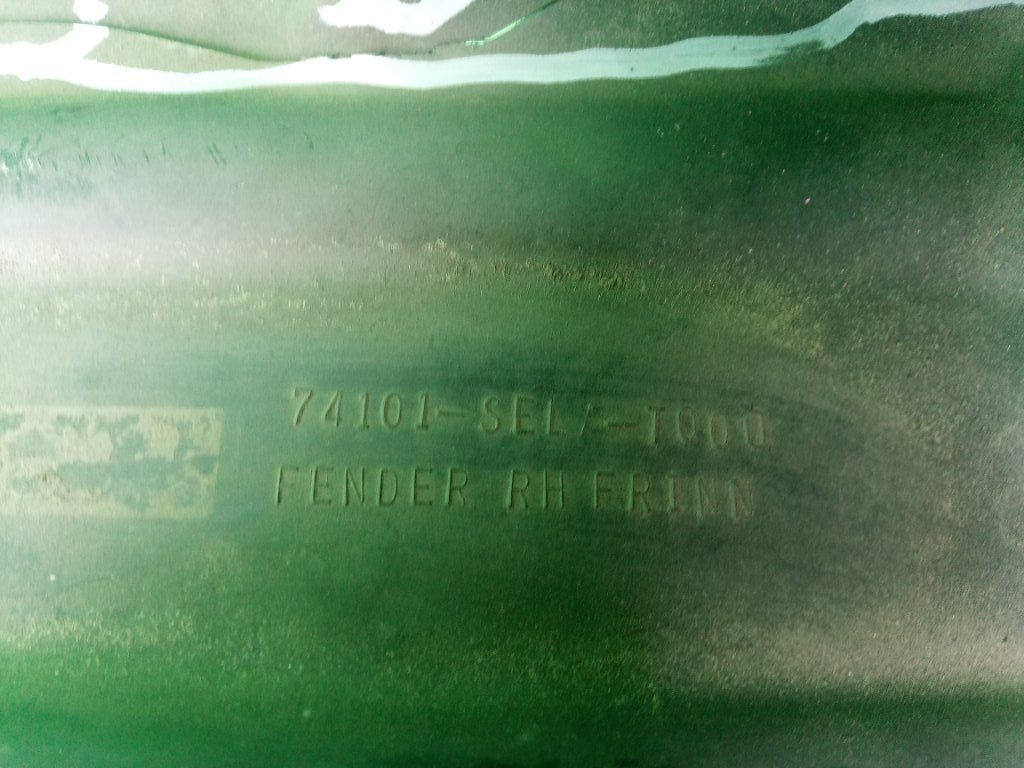 74101-SEL/-T000
FENDER RH FRINN